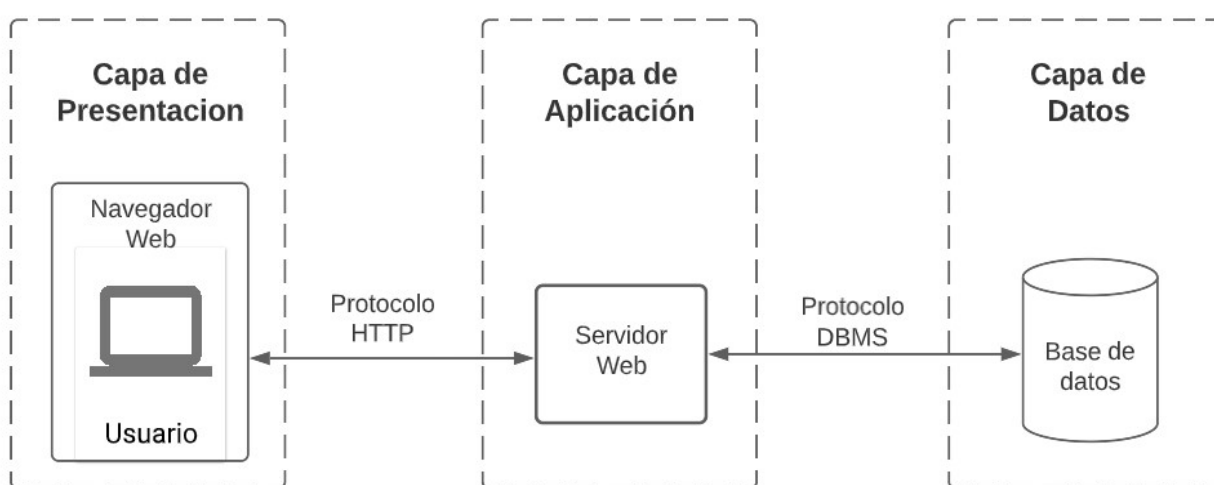 Capa de
Presentacion
Navegador
Web
Usuario
Protocolo
HTTP
Capa de
Aplicación
Servidor
Web
Protocolo
DBMS
Capa de
Datos
Base de
datos